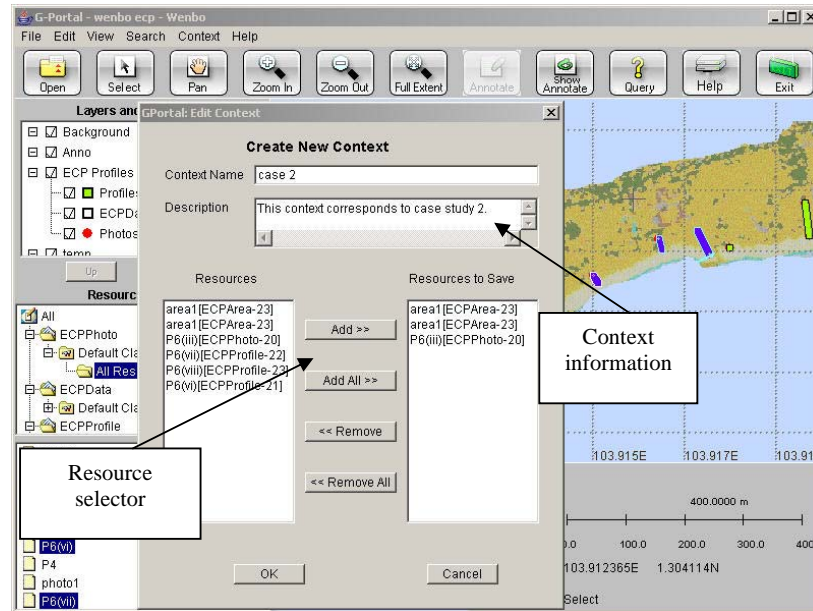 G-Portal - wenbo ecp - Wenbo
File Edit View Search Context Help
Open Select Pan Zoom In Zoom Out Full Extent Annotate Show Annotate Query Help Exit
Layers and
Background
Anno
ECP Profiles
Profile
ECPDa
Photos
temp
Up
Resourc
All
ECPPhoto
Default Cla
All Res
ECPData
Default Cla
ECPProfile
P6(vi)
P4
photo1
P6(vii)
GPortal: Edit Context
Create New Context
Context Name case 2
Description This context corresponds to case study 2.
Resources
area1[ECPArea-23]
area1[ECPArea-23]
P6(iii)[ECPPhoto-20]
P6(vii)[ECPProfile-22]
P6(viii)[ECPProfile-23]
P6(vi)[ECPProfile-21]
Add >>
Add All >>
<< Remove
<< Remove All
Resources to Save
area1[ECPArea-23]
area1[ECPArea-23]
P6(iii)[ECPPhoto-20]
OK Cancel
Resource
selector
Context
information
103.915E 103.917E 103.91
400.0000 m
0.0 100.0 200.0 300.0 400
103.912365E 1.304114N
Select